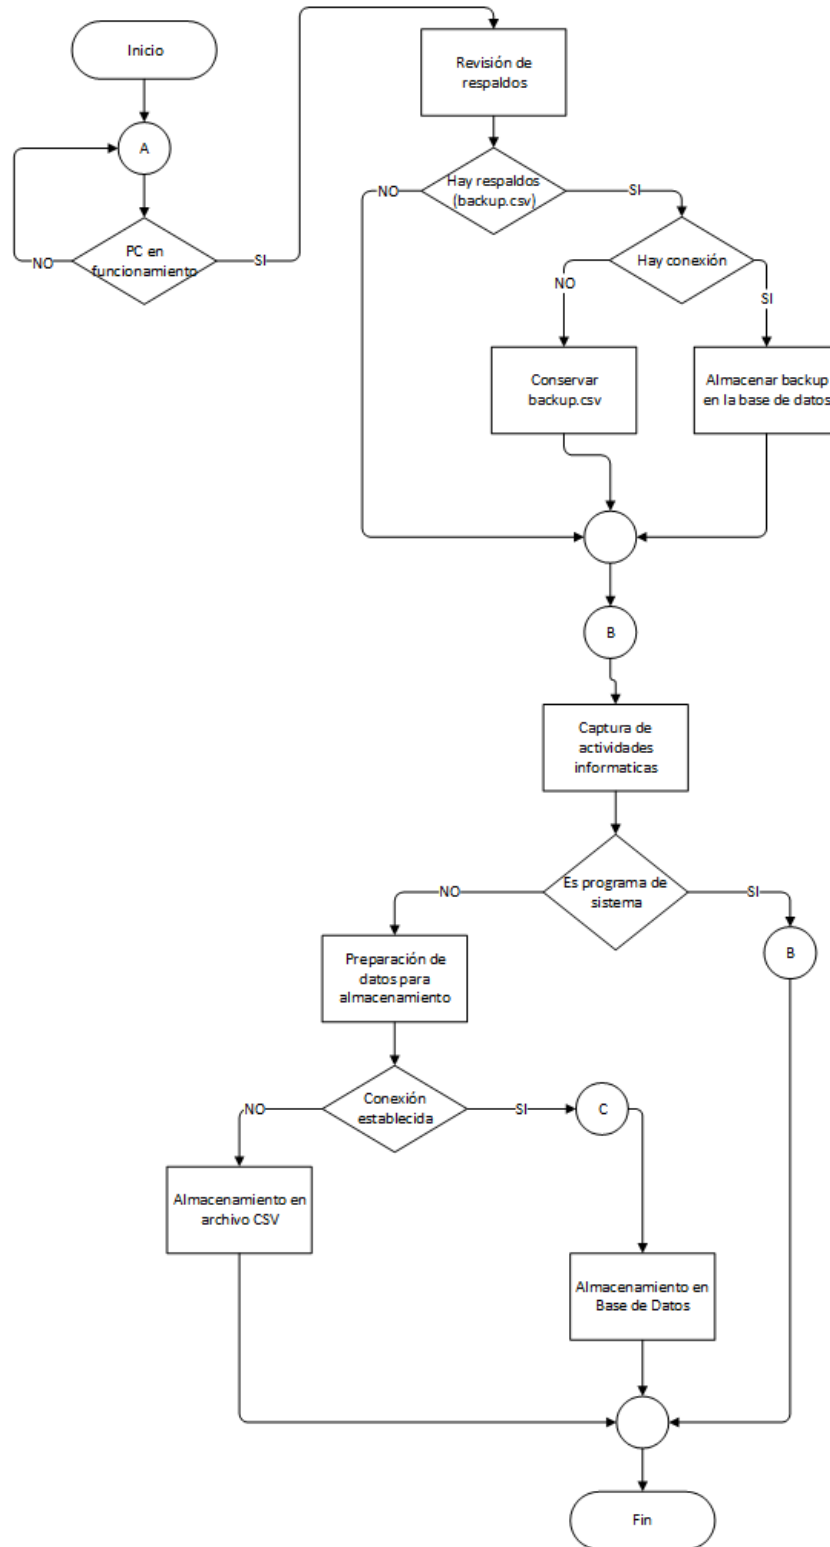 Inicio
A
PC en
funcionamiento
NO
SI
Revisión de
respaldos
Hay respaldos
(backup.csv)
NO
SI
Hay conexión
NO
SI
Conservar
backup.csv
Almacenar backup
en la base de datos
B
Captura de
actividades
informaticas
Es programa de
sistema
NO
SI
B
Preparación de
datos para
almacenamiento
Conexión
establecida
NO
SI
C
Almacenamiento en
archivo CSV
Almacenamiento en
Base de Datos
Fin